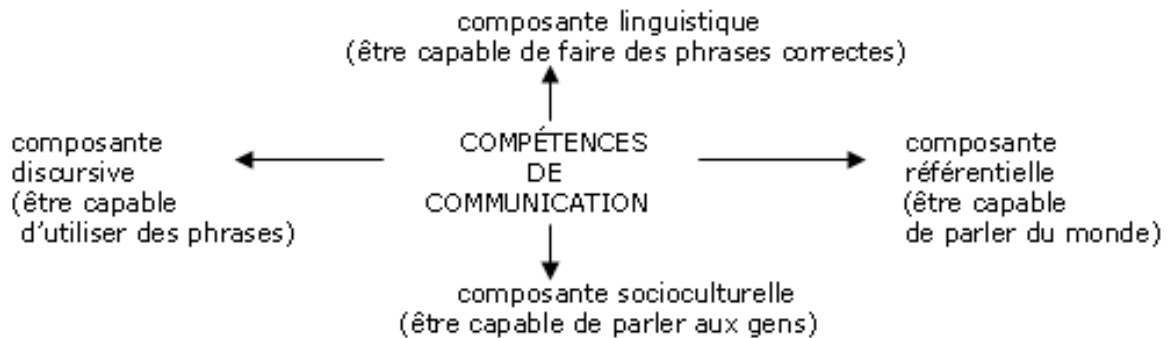 composante linguistique
(être capable de faire des phrases correctes)
composante
discursive
(être capable
d'utiliser des phrases)
COMPÉTENCES
DE
COMMUNICATION
composante
référentielle
(être capable
de parler du monde)
composante socioculturelle
(être capable de parler aux gens)